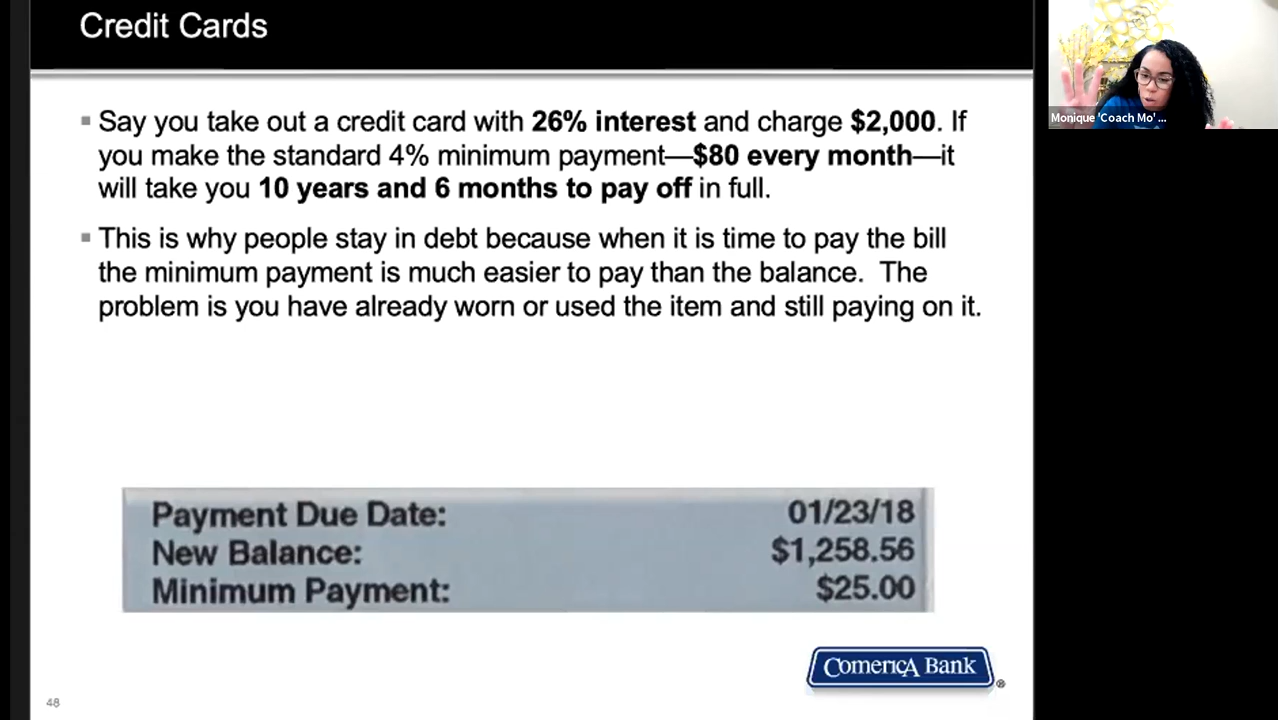 Credit Cards
Say you take out a credit card with 26% interest and charge $2,000. If
you make the standard 4% minimum payment—$80 every month—it
will take you 10 years and 6 months to pay off in full.
This is why people stay in debt because when it is time to pay the bill
the minimum payment is much easier to pay than the balance. The
problem is you have already worn or used the item and still paying on it.
Payment Due Date: 01/23/18
New Balance: $1,258.56
Minimum Payment: $25.00
ComericA Bank
®
48
Monique 'Coach Mo' ...